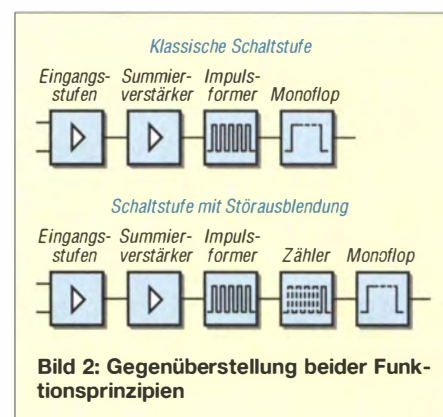 Klassische Schaltstufe
Eingangs- Summier- Impuls-
stufen verstärker former Monoflop
Schaltstufe mit Störausblendung
Eingangs- Summier- Impuls-
stufen verstärker former Zähler Monoflop
Bild 2: Gegenüberstellung beider Funk-
tionsprinzipien